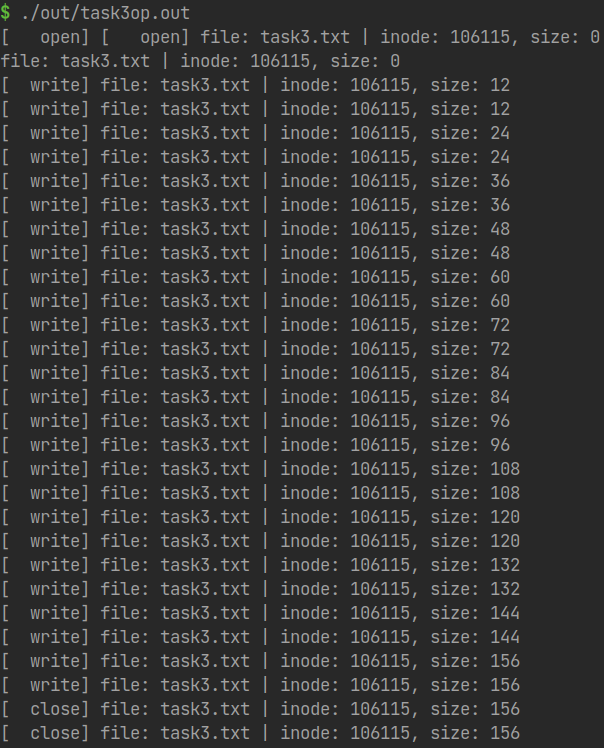 $ ./out/task3op.out
[   open] [   open] file: task3.txt | inode: 106115, size: 0
file: task3.txt | inode: 106115, size: 0
[  write] file: task3.txt | inode: 106115, size: 12
[  write] file: task3.txt | inode: 106115, size: 12
[  write] file: task3.txt | inode: 106115, size: 24
[  write] file: task3.txt | inode: 106115, size: 24
[  write] file: task3.txt | inode: 106115, size: 36
[  write] file: task3.txt | inode: 106115, size: 36
[  write] file: task3.txt | inode: 106115, size: 48
[  write] file: task3.txt | inode: 106115, size: 48
[  write] file: task3.txt | inode: 106115, size: 60
[  write] file: task3.txt | inode: 106115, size: 60
[  write] file: task3.txt | inode: 106115, size: 72
[  write] file: task3.txt | inode: 106115, size: 72
[  write] file: task3.txt | inode: 106115, size: 84
[  write] file: task3.txt | inode: 106115, size: 84
[  write] file: task3.txt | inode: 106115, size: 96
[  write] file: task3.txt | inode: 106115, size: 96
[  write] file: task3.txt | inode: 106115, size: 108
[  write] file: task3.txt | inode: 106115, size: 108
[  write] file: task3.txt | inode: 106115, size: 120
[  write] file: task3.txt | inode: 106115, size: 120
[  write] file: task3.txt | inode: 106115, size: 132
[  write] file: task3.txt | inode: 106115, size: 132
[  write] file: task3.txt | inode: 106115, size: 144
[  write] file: task3.txt | inode: 106115, size: 144
[  write] file: task3.txt | inode: 106115, size: 156
[  write] file: task3.txt | inode: 106115, size: 156
[  close] file: task3.txt | inode: 106115, size: 156
[  close] file: task3.txt | inode: 106115, size: 156